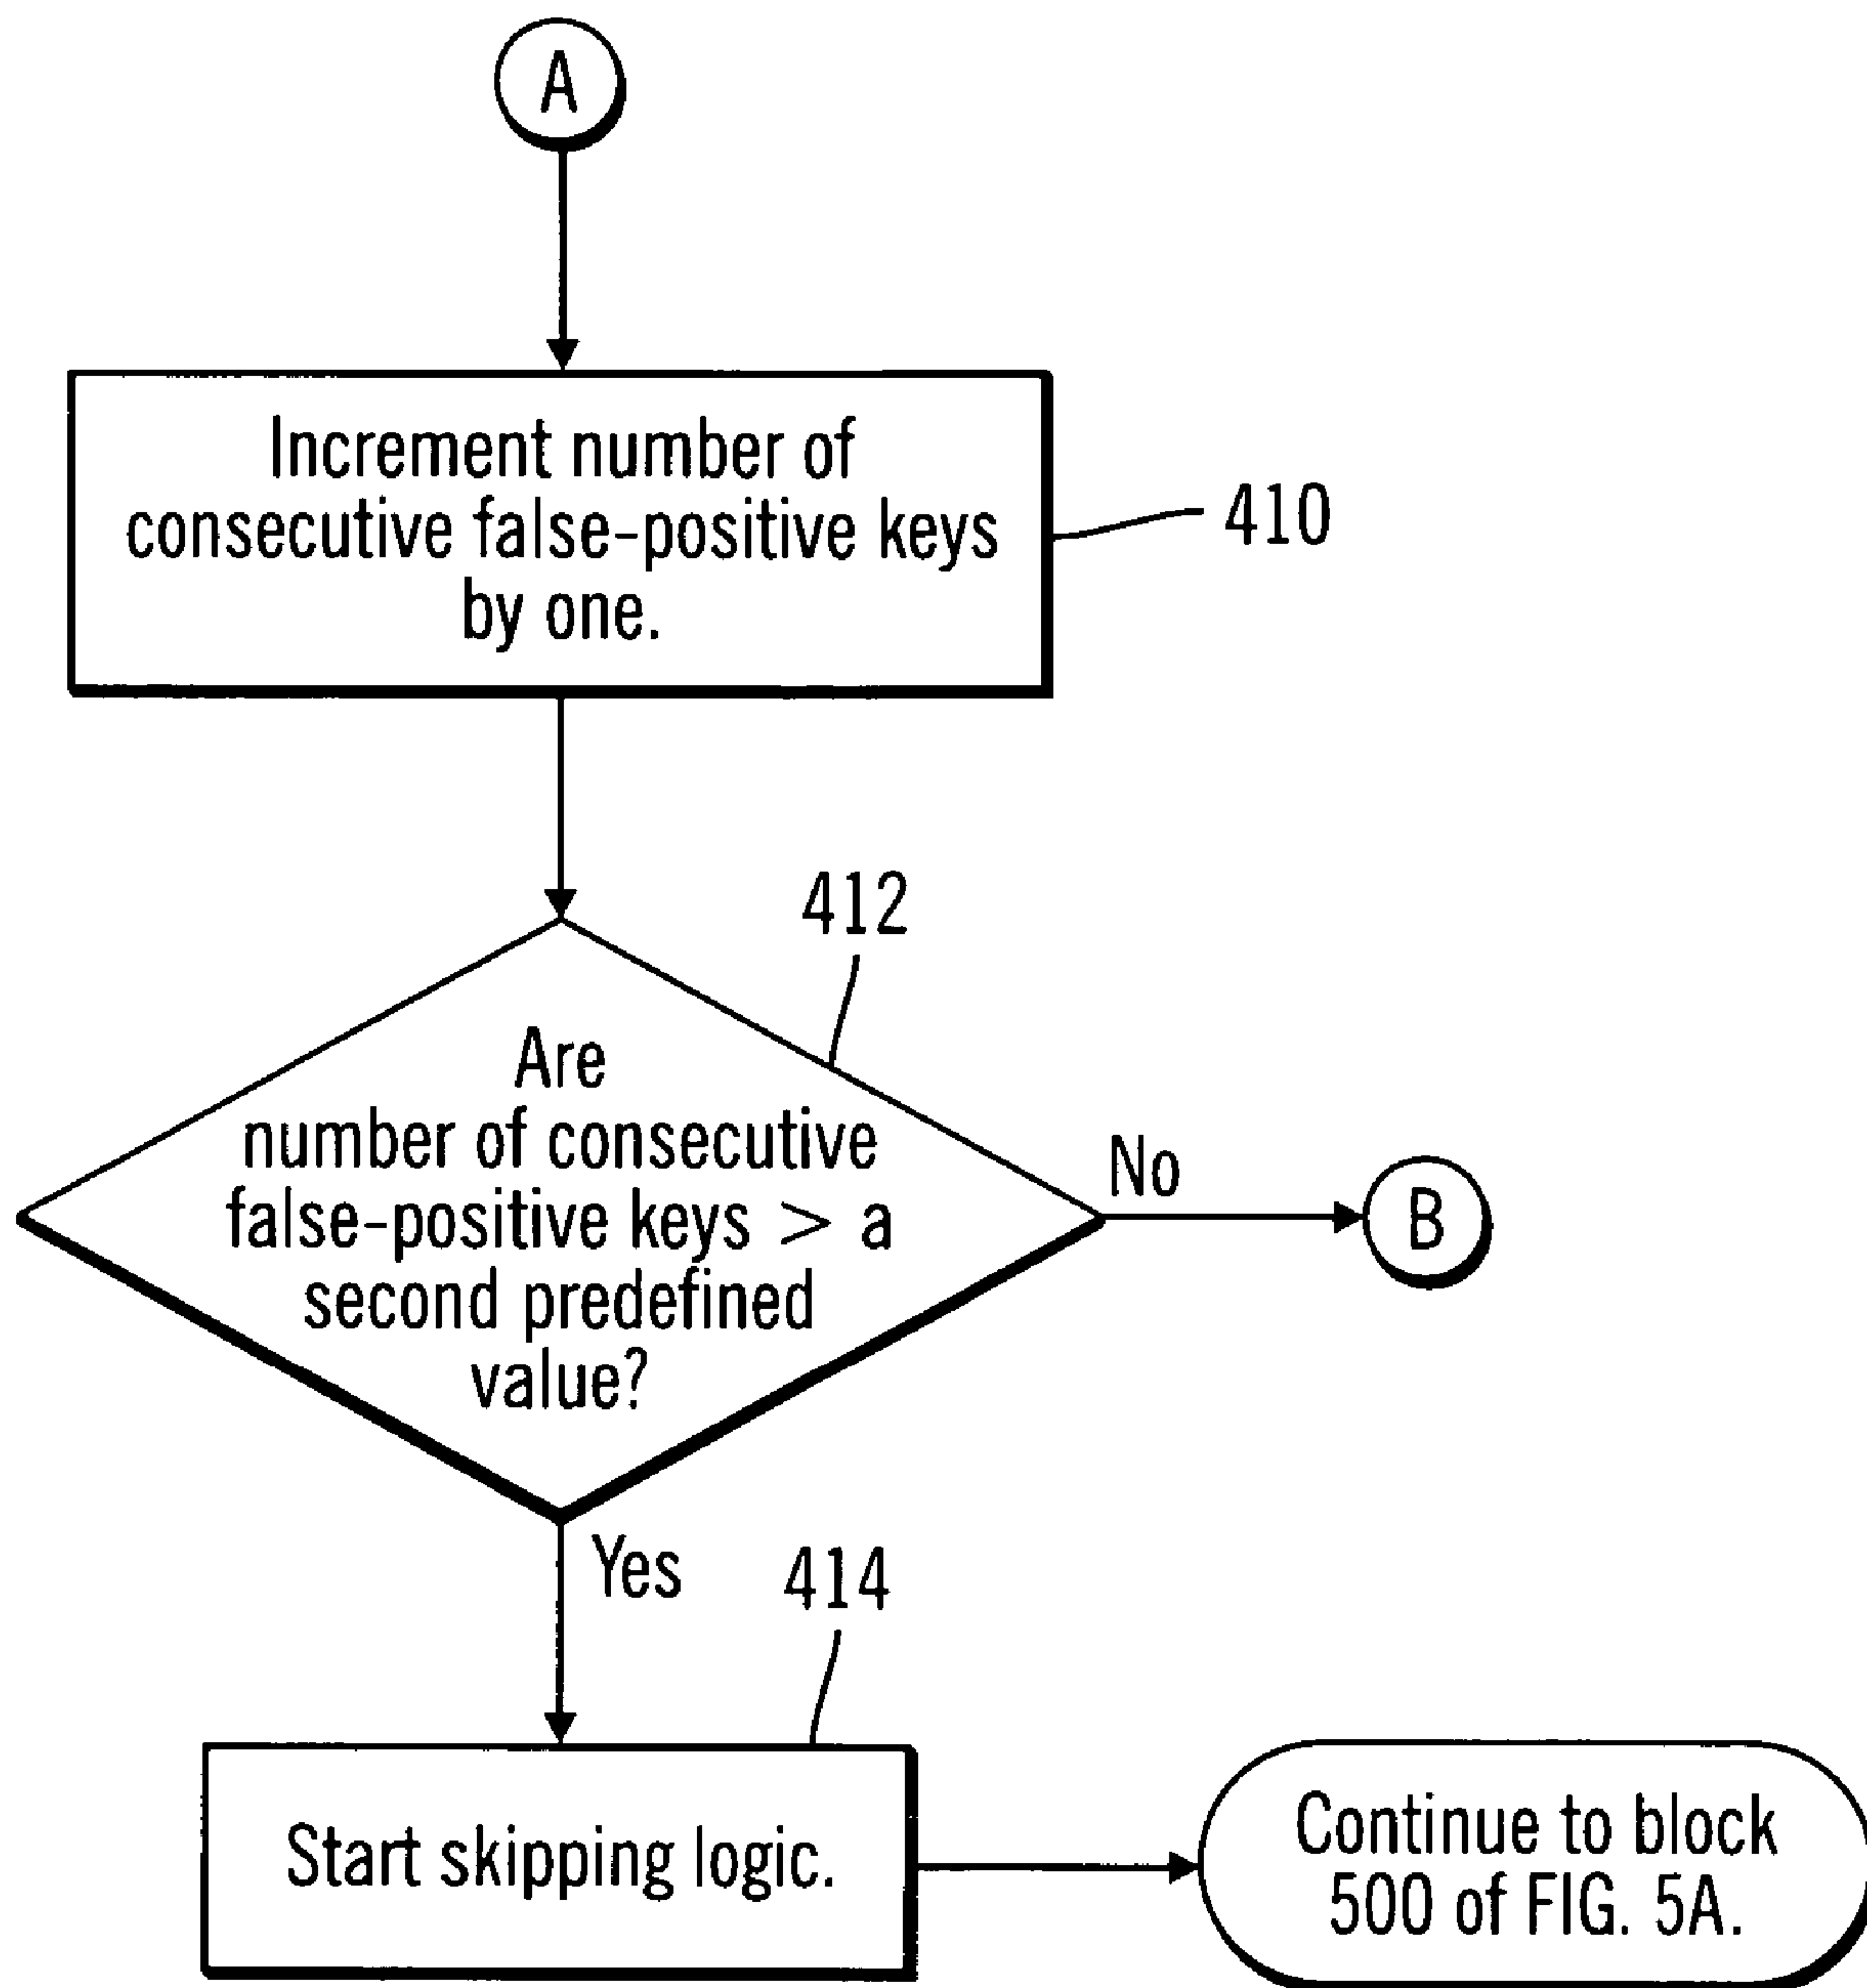 A
Increment number of
consecutive false-positive keys
by one.
410
412
Are
number of consecutive
false-positive keys > a
second predefined
value?
No
B
Yes
414
Start skipping logic.
Continue to block
500 of FIG. 5A.